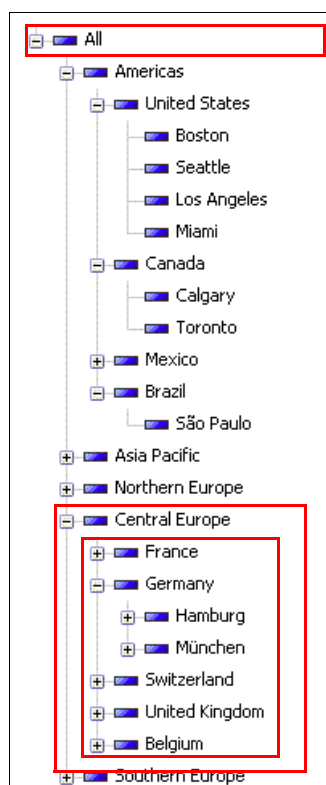 All
Americas
United States
Boston
Seattle
Los Angeles
Miami
Canada
Calgary
Toronto
Mexico
Brazil
São Paulo
Asia Pacific
Northern Europe
Central Europe
France
Germany
Hamburg
München
Switzerland
United Kingdom
Belgium
Southern Europe